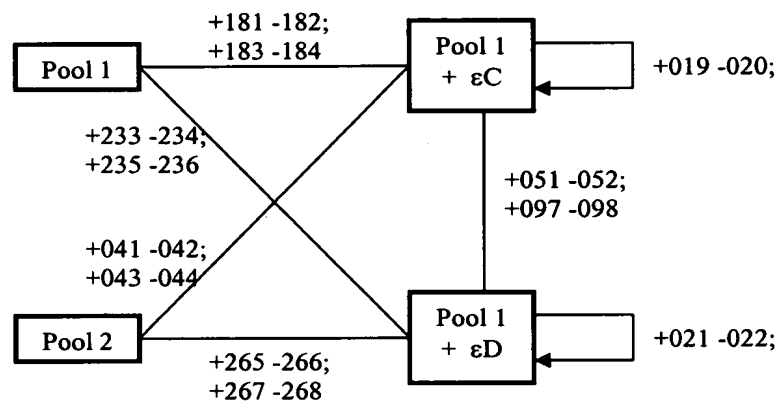 +181 -182;
+183 -184
Pool 1
Pool 1
+ εC
+019 -020;
+233 -234;
+235 -236
+051 -052;
+097 -098
+041 -042;
+043 -044
Pool 2
Pool 1
+ εD
+021 -022;
+265 -266;
+267 -268